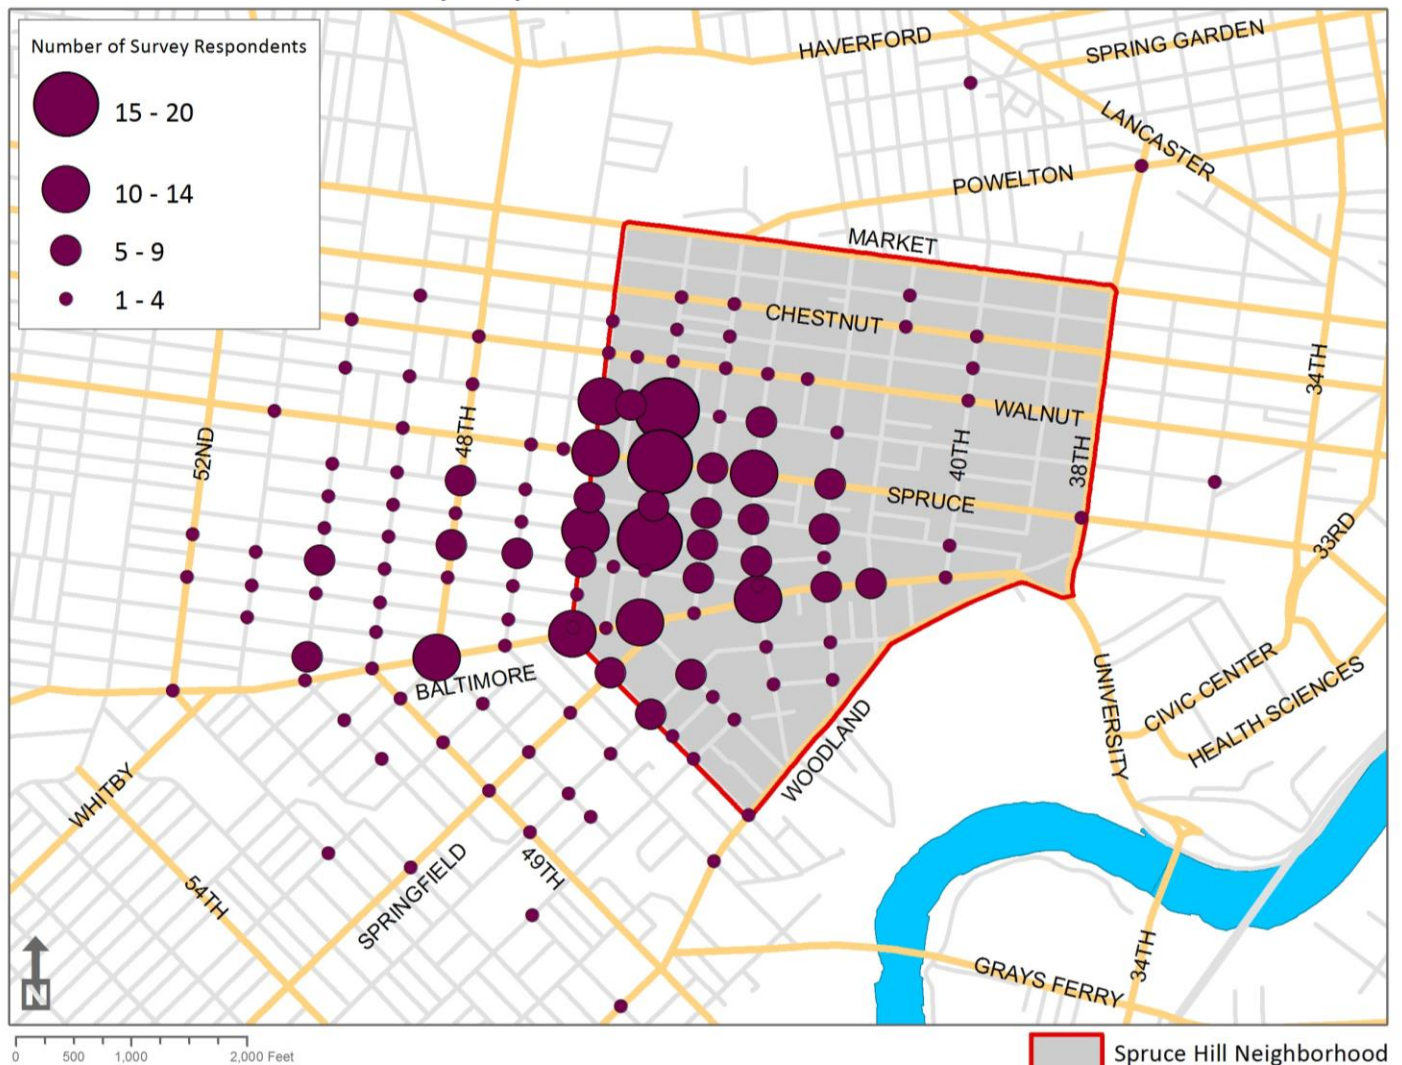 Number of Survey Respondents
15 - 20
10 - 14
5 - 9
1 - 4
HAVERFORD
SPRING GARDEN
LANCASTER
POWELTON
MARKET
CHESTNUT
34TH
WALNUT
52ND
48TH
40TH
38TH
SPRUCE
33RD
BALTIMORE
UNIVERSITY
CIVIC CENTER
HEALTH SCIENCES
WOODLAND
WHITBY
54TH
SPRINGFIELD
49TH
34TH
GRAYS FERRY
N
0 500 1,000 2,000 Feet
Spruce Hill Neighborhood